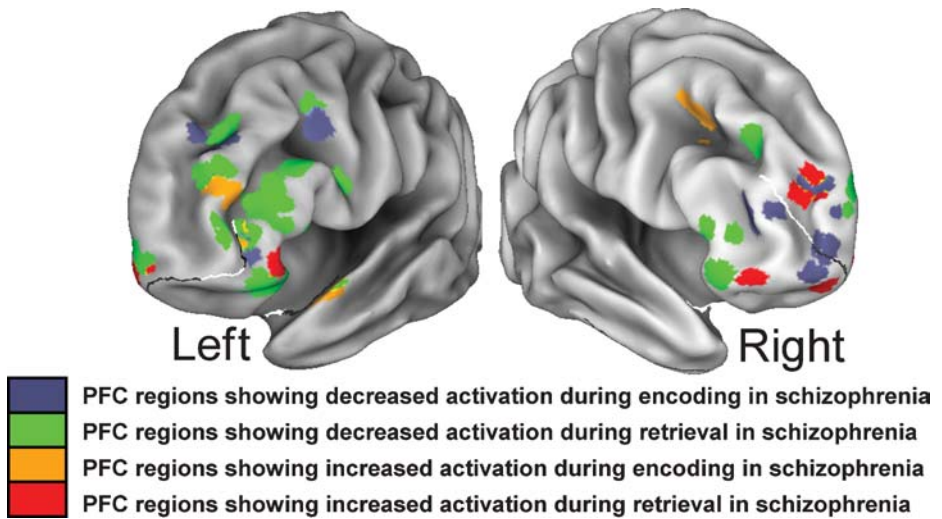 Left
Right
PFC regions showing decreased activation during encoding in schizophrenia
PFC regions showing decreased activation during retrieval in schizophrenia
PFC regions showing increased activation during encoding in schizophrenia
PFC regions showing increased activation during retrieval in schizophrenia